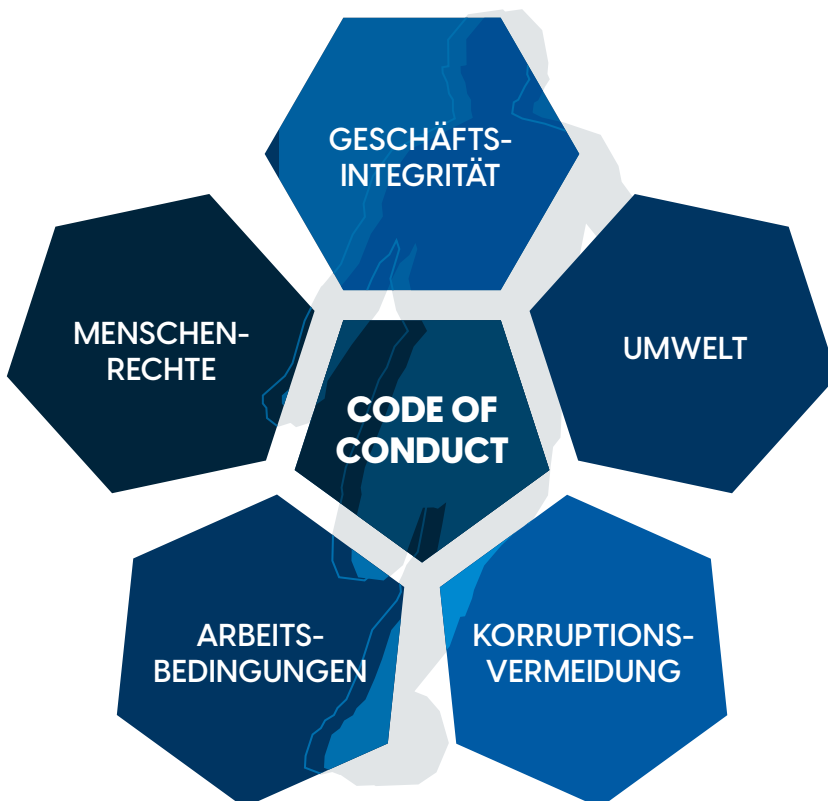 GESCHÄFTS-
INTEGRITÄT
MENSCHEN-
RECHTE
UMWELT
CODE OF
CONDUCT
ARBEITS-
BEDINGUNGEN
KORRUPTIONS-
VERMEIDUNG